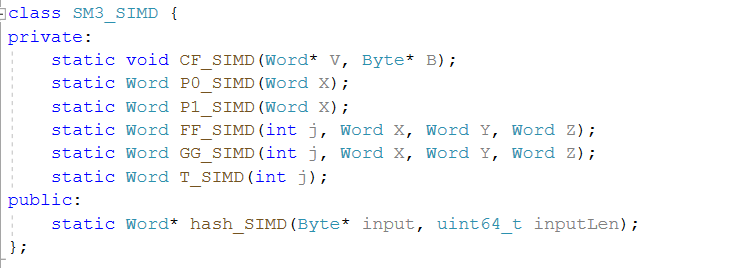 class SM3_SIMD {
private:
    static void CF_SIMD(Word* V, Byte* B);
    static Word P0_SIMD(Word X);
    static Word P1_SIMD(Word X);
    static Word FF_SIMD(int j, Word X, Word Y, Word Z);
    static Word GG_SIMD(int j, Word X, Word Y, Word Z);
    static Word T_SIMD(int j);
public:
    static Word* hash_SIMD(Byte* input, uint64_t inputLen);
};